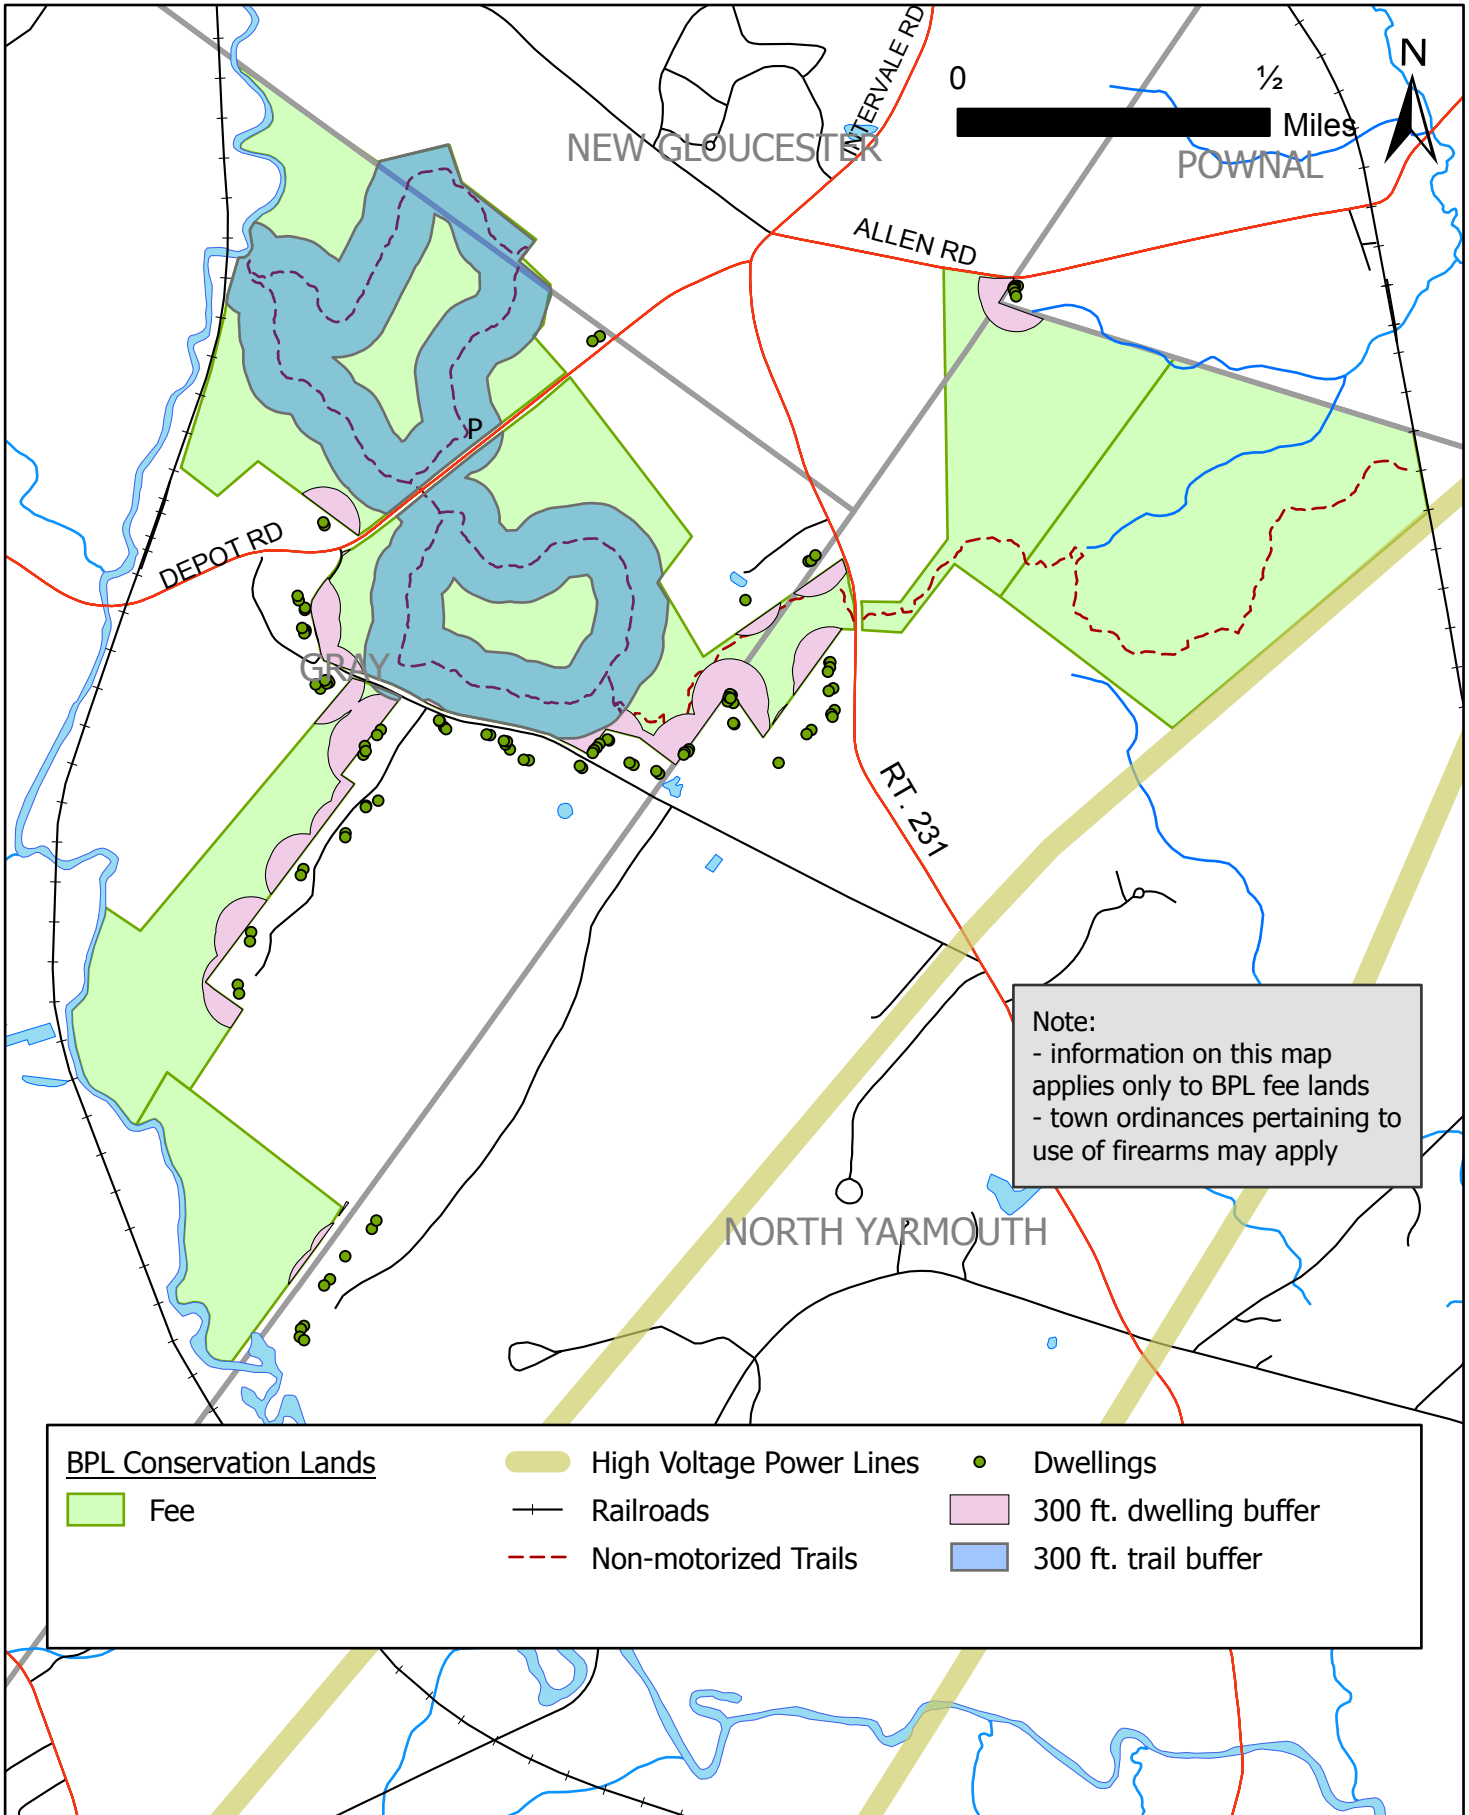 INTERVALE RD
N
0
½
Miles
NEW GLOUCESTER
POWNAL
ALLEN RD
P
DEPOT RD
GRAY
RT. 231
Note:
- information on this map
applies only to BPL fee lands
- town ordinances pertaining to
use of firearms may apply
NORTH YARMOUTH
BPL Conservation Lands
Fee
High Voltage Power Lines
Railroads
Non-motorized Trails
Dwellings
300 ft. dwelling buffer
300 ft. trail buffer